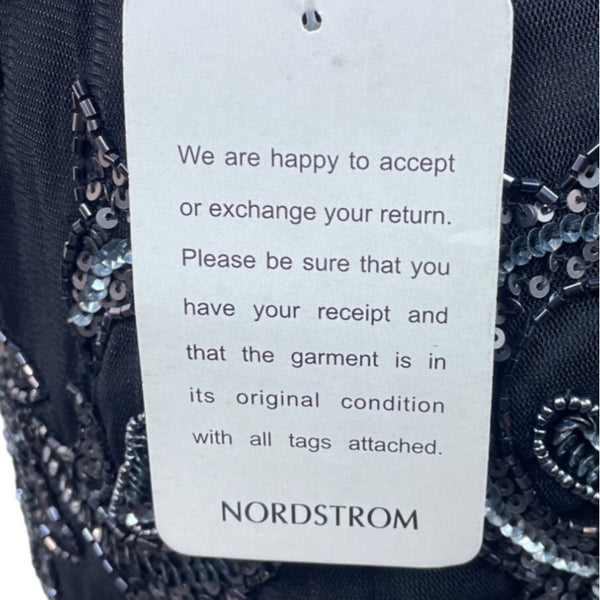 We are happy to accept
or exchange your return.
Please be sure that you
have your receipt and
that the garment is in
its original condition
with all tags attached.
NORDSTROM